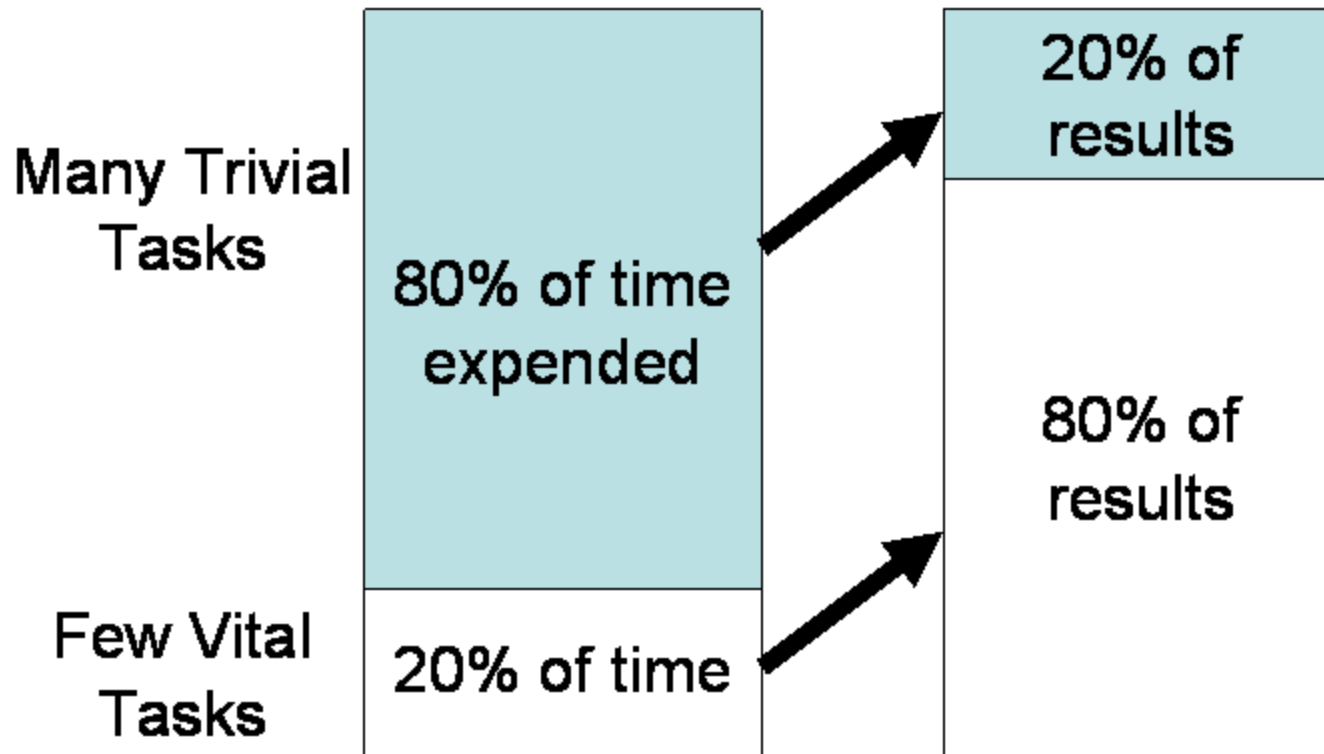 Many Trivial
Tasks
80% of time
expended
20% of
results
80% of
results
Few Vital
Tasks
20% of time